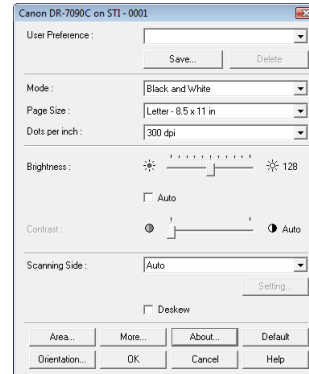 Canon DR-7090C on STI - 0001
User Preference :
Save... Delete
Mode : Black and White
Page Size : Letter - 8.5 x 11 in
Dots per inch : 300 dpi
Brightness : 128
Auto
Contrast : Auto
Scanning Side : Auto
Setting...
Deskew
Area... More... About... Default
Orientation... OK Cancel Help